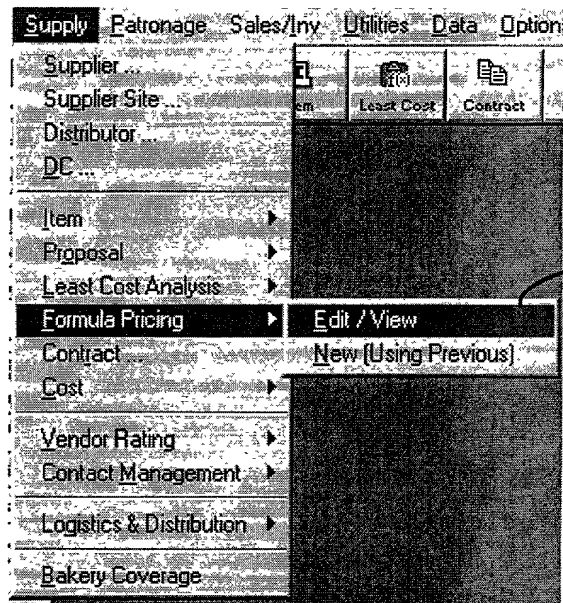 Supply Patronage Sales/Inv Utilities Data Option
Supplier ...
Supplier Site ...
Distributor ...
DC ...
Least Cost
Contract
Item
Proposal
Least Cost Analysis
Formula Pricing
Edit / View
Contract ...
New (Using Previous)
Cost
Vendor Rating
Contact Management
Logistics & Distribution
Bakery Coverage